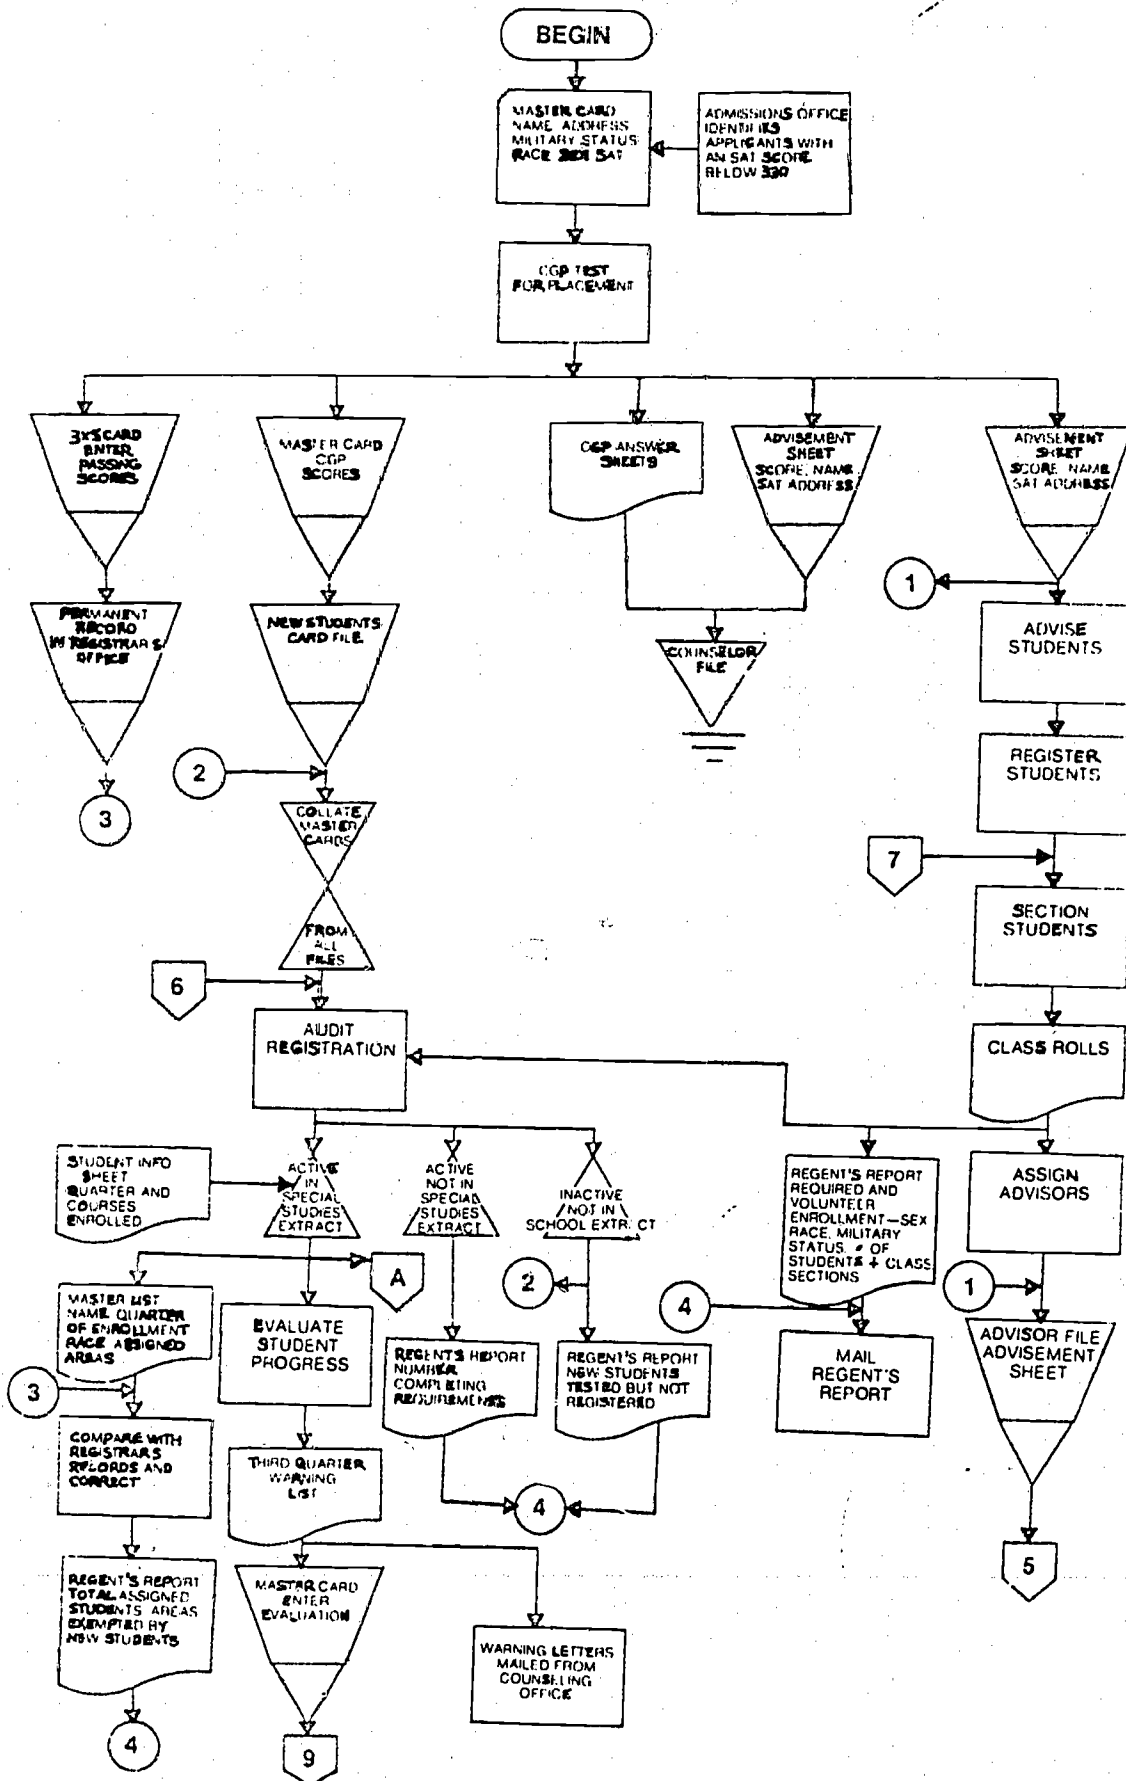 BEGIN
MASTER CARD
NAME ADDRESS
MILITARY STATUS
RACE SEX SAT
ADMISSIONS OFFICE
IDENTIFIES
APPLICANTS WITH
AN SAT SCORE
BELOW 330
CGP TEST
FOR PLACEMENT
3X5 CARD
ENTER
PASSING
SCORES
MASTER CARD
CGP
SCORES
CGP ANSWER
SHEETS
ADVISEMENT
SHEET
SCORE, NAME
SAT ADDRESS
ADVISEMENT
SHEET
SCORE, NAME
SAT ADDRESS
1
PERMANENT
RECORD
IN REGISTRAR'S
OFFICE
NEW STUDENTS
CARD FILE
COUNSELOR
FILE
ADVISE
STUDENTS
REGISTER
STUDENTS
2
3
COLLATE
MASTER
CARDS
7
FROM
ALL
FILES
SECTION
STUDENTS
6
AUDIT
REGISTRATION
CLASS ROLLS
STUDENT INFO
SHEET
QUARTER AND
COURSES
ENROLLED
ACTIVE
IN
SPECIAL
STUDIES
EXTRACT
ACTIVE
NOT IN
SPECIAL
STUDIES
EXTRACT
INACTIVE
NOT IN
SCHOOL EXTRACT
REGENT'S REPORT
REQUIRED AND
VOLUNTEER
ENROLLMENT—SEX
RACE, MILITARY
STATUS, # OF
STUDENTS + CLASS
SECTIONS
ASSIGN
ADVISORS
A
2
1
4
MASTER LIST
NAME QUARTER
OF ENROLLMENT
RACE ASSIGNED
AREAS
EVALUATE
STUDENT
PROGRESS
REGENTS REPORT
NUMBER
COMPLETING
REQUIREMENTS
REGENT'S REPORT
NEW STUDENTS
TESTED BUT NOT
REGISTERED
MAIL
REGENT'S
REPORT
ADVISOR FILE
ADVISEMENT
SHEET
3
COMPARE WITH
REGISTRARS
RECORDS AND
CORRECT
THIRD QUARTER
WARNING
LIST
4
5
REGENT'S REPORT
TOTAL ASSIGNED
STUDENTS AREAS
EXEMPTED BY
NEW STUDENTS
MASTER CARD
ENTER
EVALUATION
WARNING LETTERS
MAILED FROM
COUNSELING
OFFICE
4
9